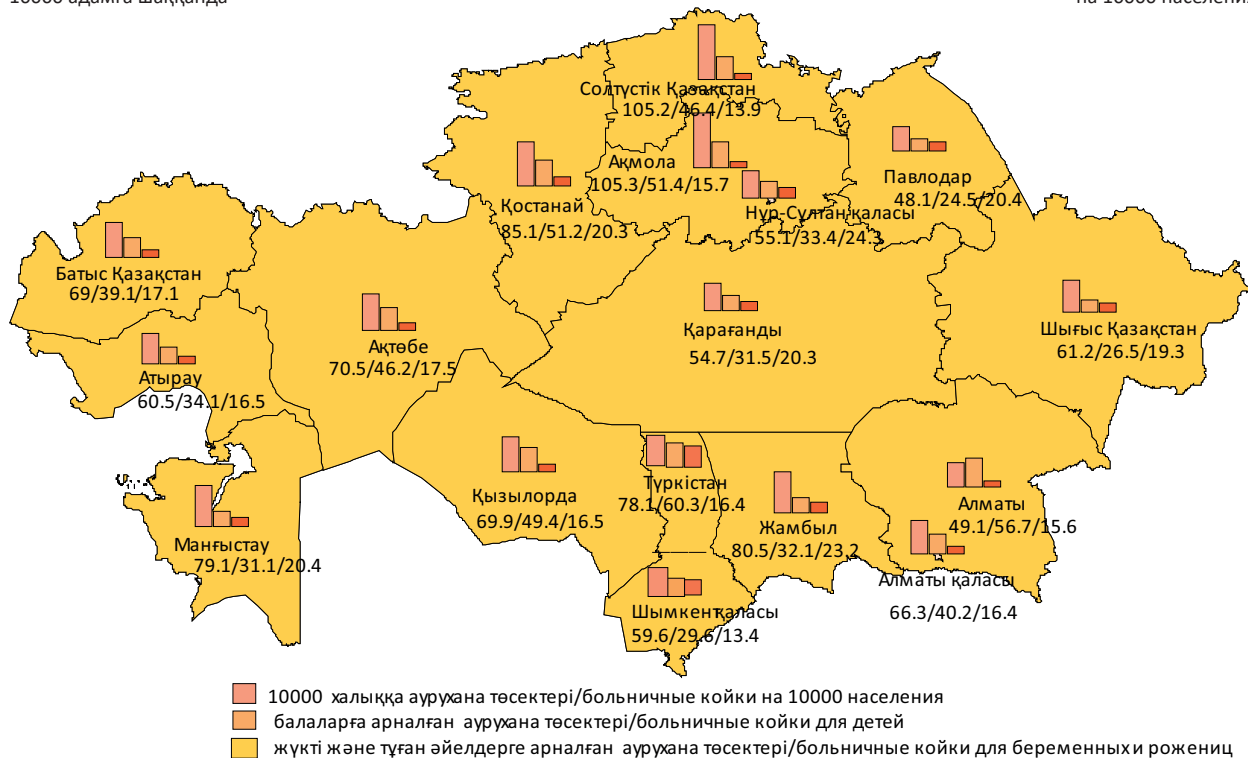 10000 адамға шаққанда
на 10000 населения
Солтүстік Қазақстан
105.2/46.4/13.9
Ақмола
105.3/51.4/15.7
Павлодар
48.1/24.5/20.4
Қостанай
85.1/51.2/20.3
Нұр-Сұлтан қаласы
55.1/33.4/24.3
Батыс Қазақстан
69/39.1/17.1
Қарағанды
54.7/31.5/20.3
Шығыс Қазақстан
61.2/26.5/19.3
Ақтөбе
70.5/46.2/17.5
Атырау
60.5/34.1/16.5
Түркістан
78.1/60.3/16.4
Қызылорда
69.9/49.4/16.5
Алматы
49.1/56.7/15.6
Жамбыл
80.5/32.1/23.2
Манғыстау
79.1/31.1/20.4
Алматы қаласы
66.3/40.2/16.4
Шымкент қаласы
59.6/29.6/13.4
10000 халыққа аурухана төсектері/больничные койки на 10000 населения
балаларға арналған аурухана төсектері/больничные койки для детей
жүкті және тұған әйелдерге арналған аурухана төсектері/больничные койки для беременных и рожениц